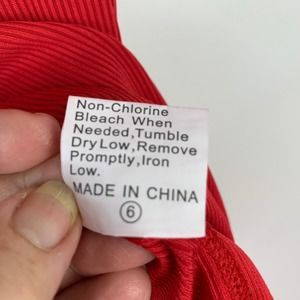 Non-Chlorine
Bleach When
Needed,Tumble
Dry Low,Remove
Promptly,Iron
Low.
MADE IN CHINA
6